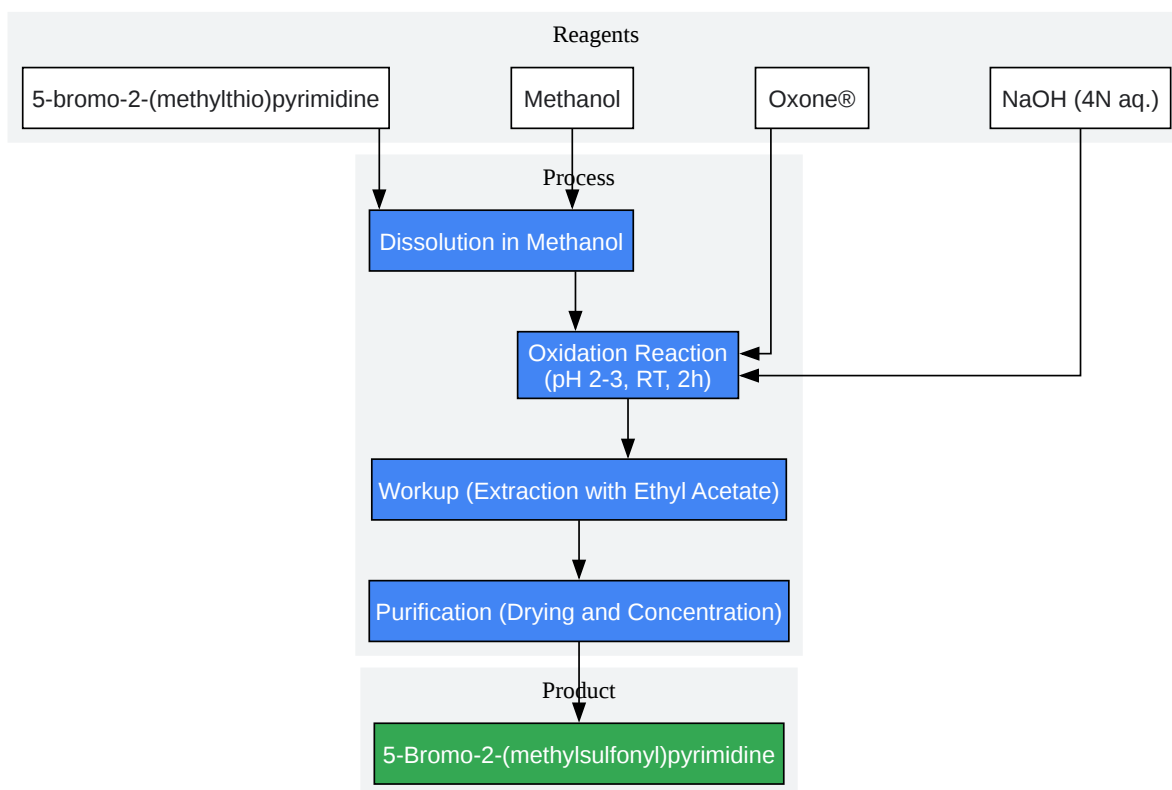 Reagents
5-bromo-2-(methylthio)pyrimidine
Methanol
Oxone®
NaOH (4N aq.)
Process
Dissolution in Methanol
Oxidation Reaction
(pH 2-3, RT, 2h)
Workup (Extraction with Ethyl Acetate)
Purification (Drying and Concentration)
Product
5-Bromo-2-(methylsulfonyl)pyrimidine